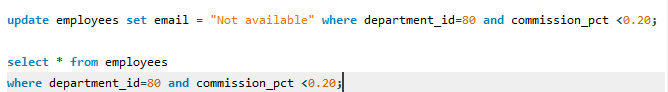 update employees set email = "Not available" where department_id=80 and commission_pct <0.20;
select * from employees
where department_id=80 and commission_pct <0.20;